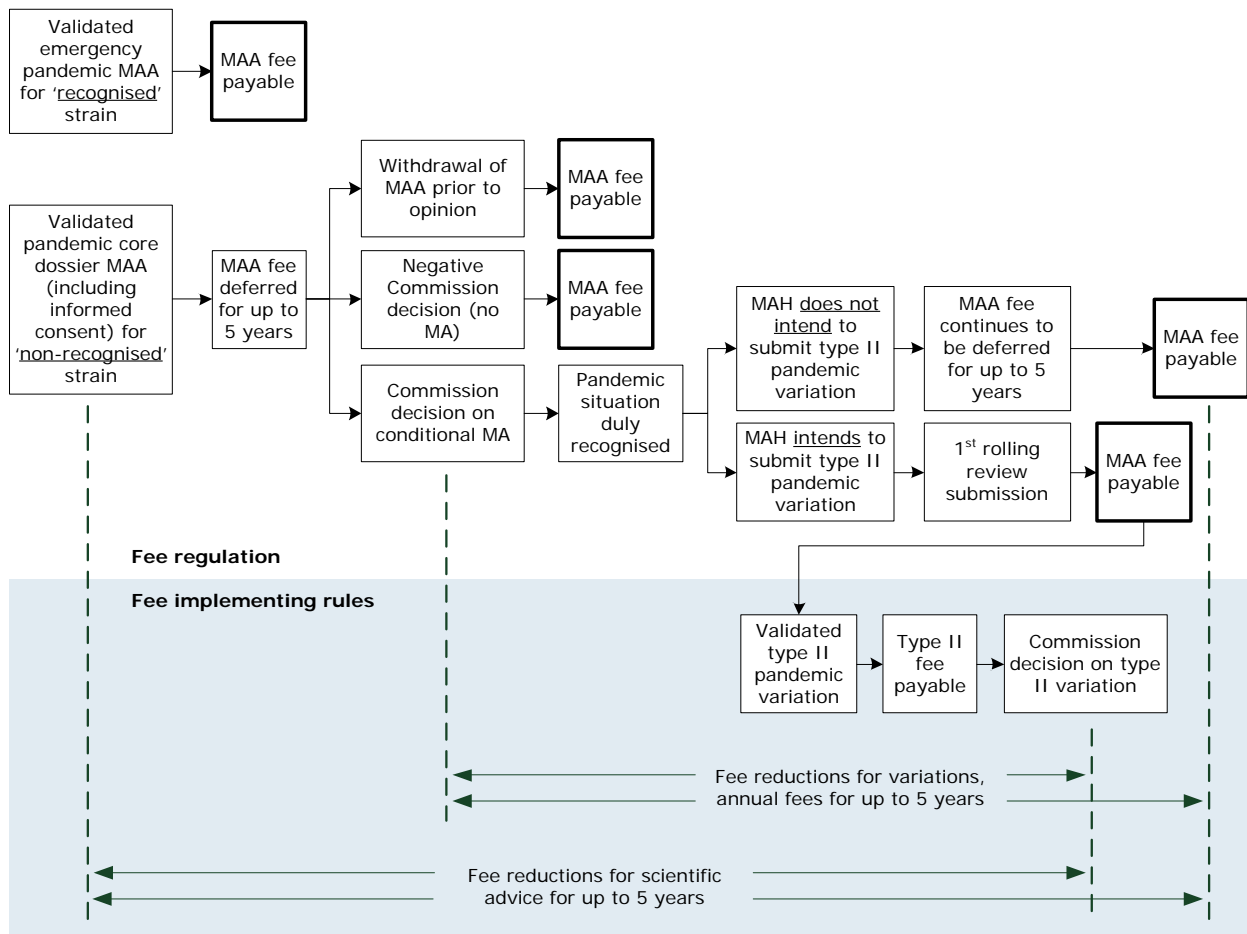 Validated
emergency
pandemic MAA
for ‘recognised’
strain
MAA fee
payable
Validated
pandemic core
dossier MAA
(including
informed
consent) for
‘non-recognised’
strain
MAA fee
deferred
for up to
5 years
Withdrawal of
MAA prior to
opinion
MAA fee
payable
Negative
Commission
decision (no
MA)
MAA fee
payable
Commission
decision on
conditional MA
Pandemic
situation
duly
recognised
MAH does not
intend to
submit type II
pandemic
variation
MAA fee
continues to
be deferred
for up to 5
years
MAA fee
payable
MAH intends to
submit type II
pandemic
variation
1st rolling
review
submission
MAA fee
payable
Fee regulation
Fee implementing rules
Validated
type II
pandemic
variation
Type II
fee
payable
Commission
decision on type
II variation
Fee reductions for variations,
annual fees for up to 5 years
Fee reductions for scientific
advice for up to 5 years